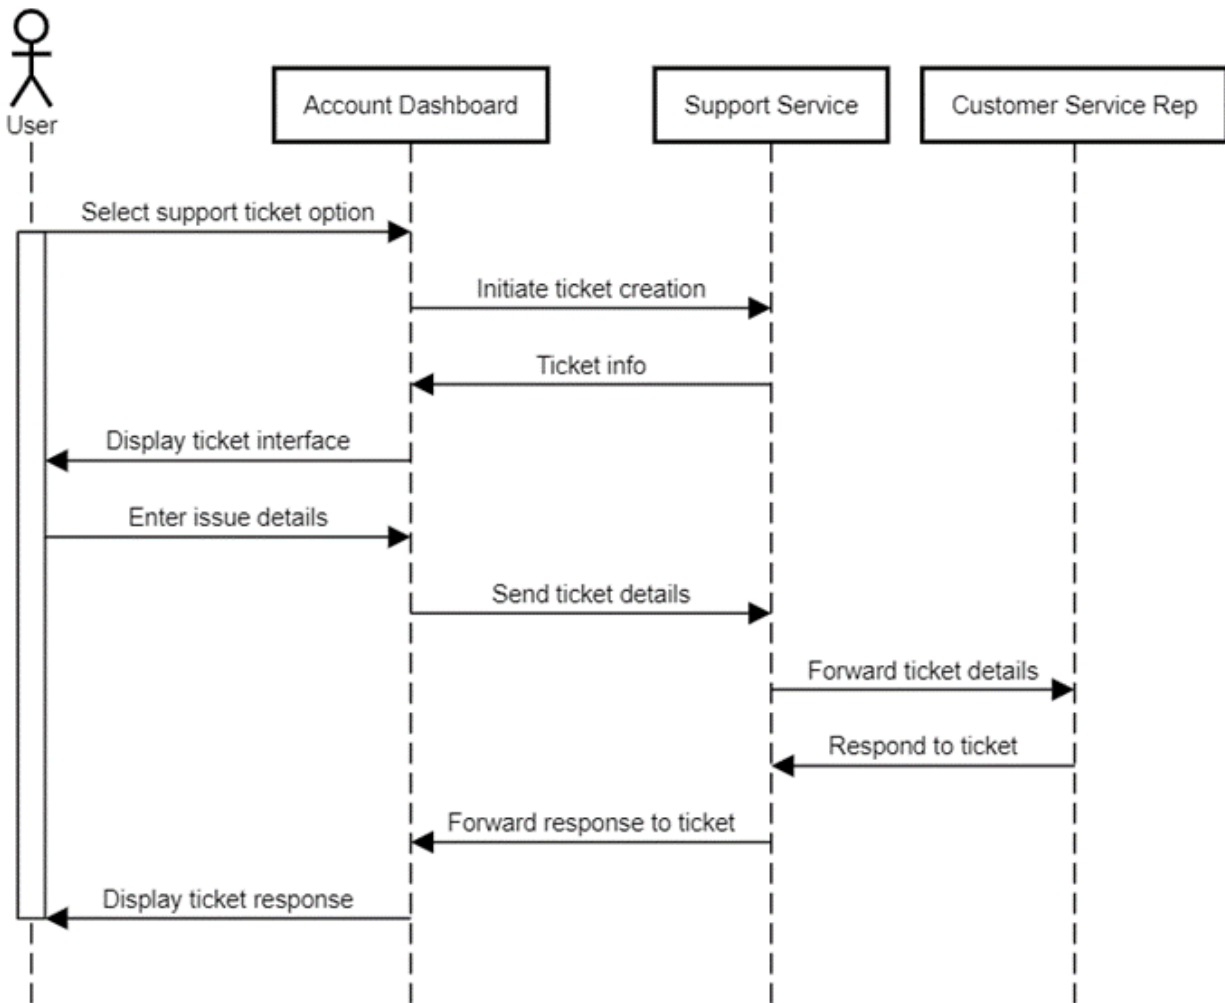 User
Account Dashboard
Support Service
Customer Service Rep
Select support ticket option
Initiate ticket creation
Ticket info
Display ticket interface
Enter issue details
Send ticket details
Forward ticket details
Respond to ticket
Forward response to ticket
Display ticket response